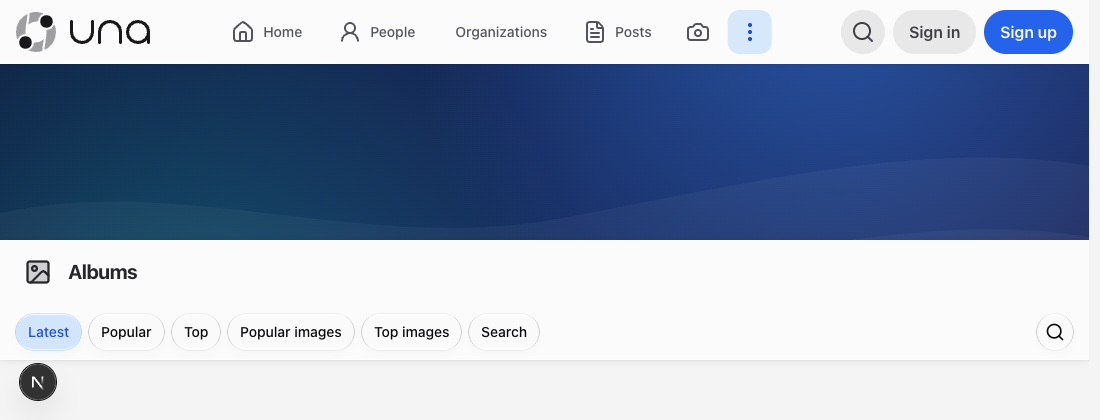 una
Home People Organizations Posts Sign in Sign up
Albums
Latest Popular Top Popular images Top images Search
N